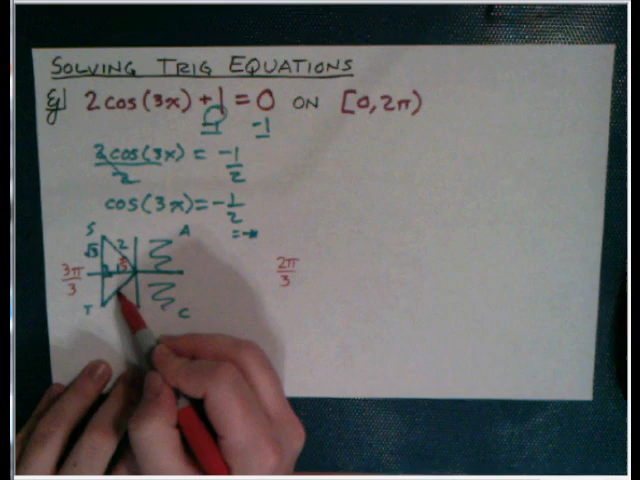 SOLVING TRIG EQUATIONS
Eg) 2cos(3x) + 1 = 0 ON [0, 2π)
-1 -1
2cos(3x) = -1
2 2
cos(3x) = -1/2
S A
√3 2
3π/3 2π/3
T C